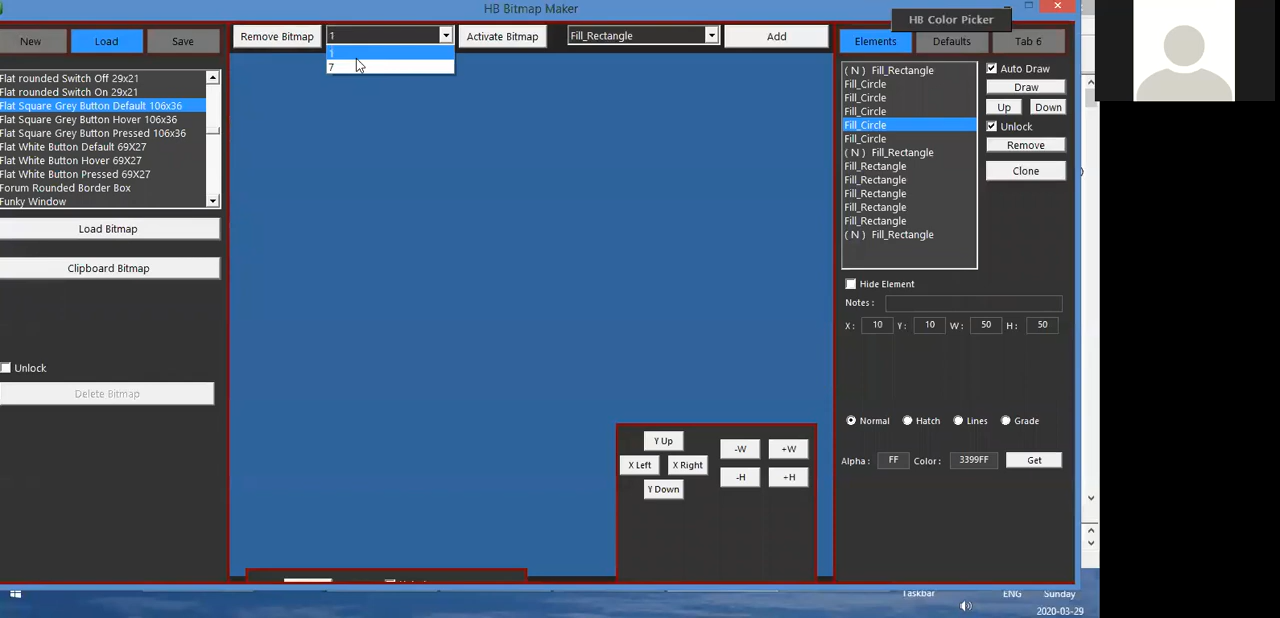 HB Bitmap Maker
HB Color Picker
New
Load
Save
Remove Bitmap
1
Activate Bitmap
Fill_Rectangle
Add
Elements
Defaults
Tab 6
1
7
Flat rounded Switch Off 29x21
Flat rounded Switch On 29x21
Flat Square Grey Button Default 106x36
Flat Square Grey Button Hover 106x36
Flat Square Grey Button Pressed 106x36
Flat White Button Default 69X27
Flat White Button Hover 69X27
Flat White Button Pressed 69X27
Forum Rounded Border Box
Funky Window
Load Bitmap
Clipboard Bitmap
Unlock
Delete Bitmap
( N ) Fill_Rectangle
Fill_Circle
Fill_Circle
Fill_Circle
Fill_Circle
Fill_Circle
( N ) Fill_Rectangle
Fill_Rectangle
Fill_Rectangle
Fill_Rectangle
Fill_Rectangle
Fill_Rectangle
( N ) Fill_Rectangle
Auto Draw
Draw
Up
Down
Unlock
Remove
Clone
Hide Element
Notes :
X : 10 Y : 10 W : 50 H : 50
Normal Hatch Lines Grade
Alpha : FF Color : 3399FF Get
Y Up
X Left
X Right
Y Down
-W
+W
-H
+H
Taskbar
ENG
Sunday
2020-03-29